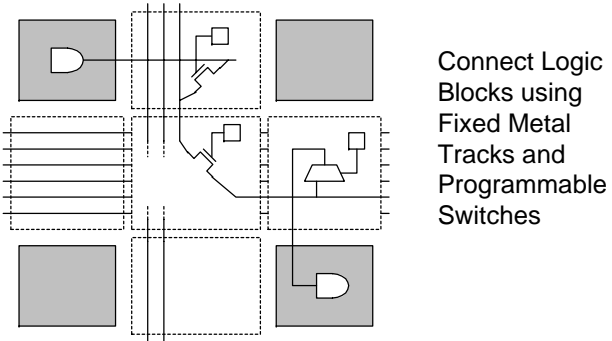 Connect Logic
Blocks using
Fixed Metal
Tracks and
Programmable
Switches